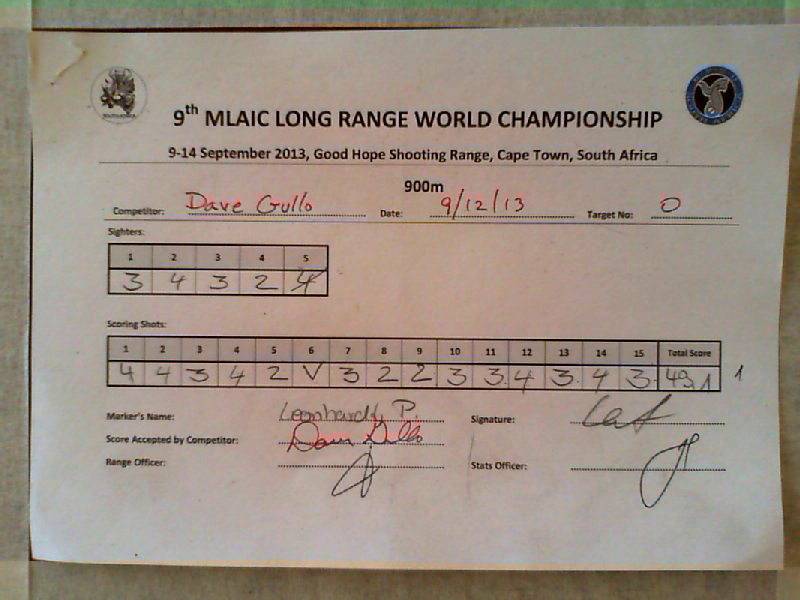 9th MLAIC LONG RANGE WORLD CHAMPIONSHIP
9-14 September 2013, Good Hope Shooting Range, Cape Town, South Africa
900m
Competitor: Dave Gullo Date: 9/12/13 Target No: 0
Sighters:
1 2 3 4 5
3 4 3 2 4
Scoring Shots:
1 2 3 4 5 6 7 8 9 10 11 12 13 14 15 Total Score
4 4 3 4 2 V 3 2 2 3 3 4 3 4 3 49.1 1
Marker's Name: Leonhardt P. Signature:
Score Accepted by Competitor: Dave Gullo
Range Officer: Stats Officer: